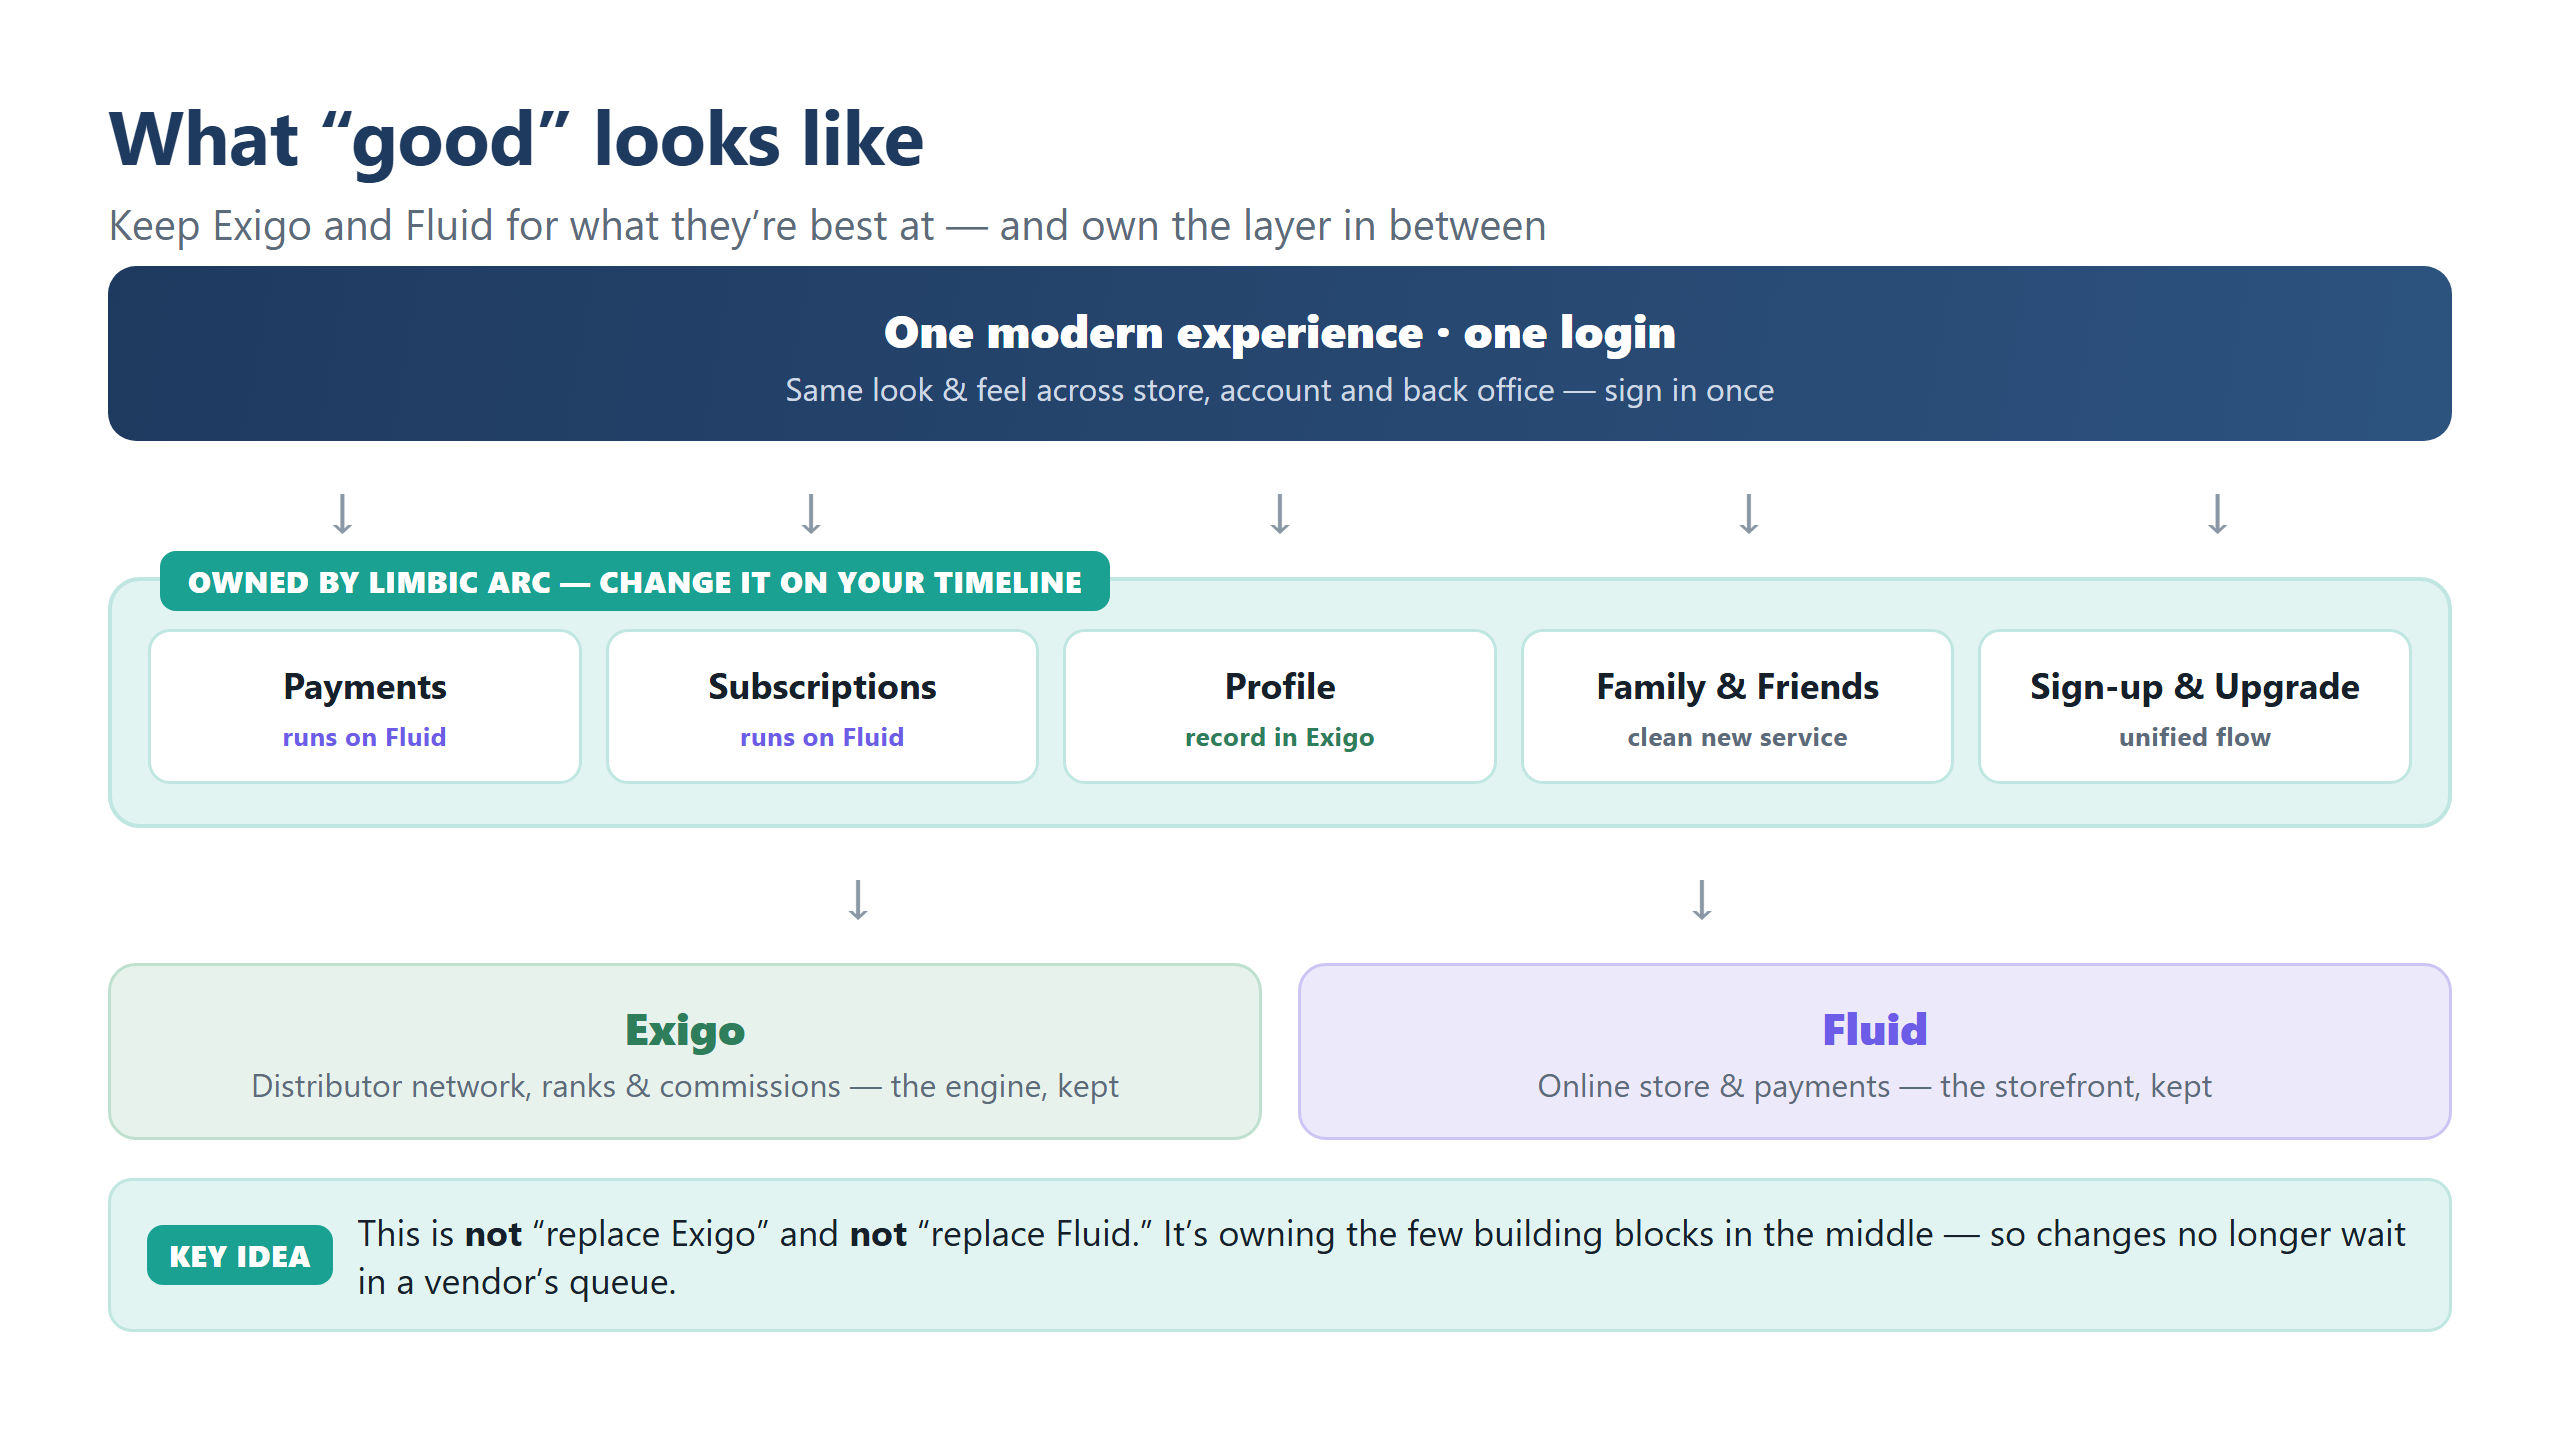 What “good” looks like
Keep Exigo and Fluid for what they’re best at — and own the layer in between
One modern experience · one login
Same look & feel across store, account and back office — sign in once
↓ ↓ ↓ ↓ ↓
OWNED BY LIMBIC ARC — CHANGE IT ON YOUR TIMELINE
Payments
runs on Fluid
Subscriptions
runs on Fluid
Profile
record in Exigo
Family & Friends
clean new service
Sign-up & Upgrade
unified flow
↓ ↓
Exigo
Distributor network, ranks & commissions — the engine, kept
Fluid
Online store & payments — the storefront, kept
KEY IDEA
This is not “replace Exigo” and not “replace Fluid.” It’s owning the few building blocks in the middle — so changes no longer wait
in a vendor’s queue.